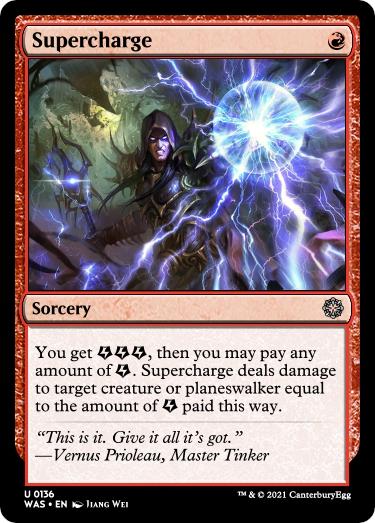 Supercharge
Sorcery
You get , then you may pay any
amount of . Supercharge deals damage
to target creature or planeswalker equal
to the amount of paid this way.
“This is it. Give it all it’s got.”
—Vernus Prioleau, Master Tinker
U 0136
WAS • EN Jiang Wei
™ & © 2021 CanterburyEgg